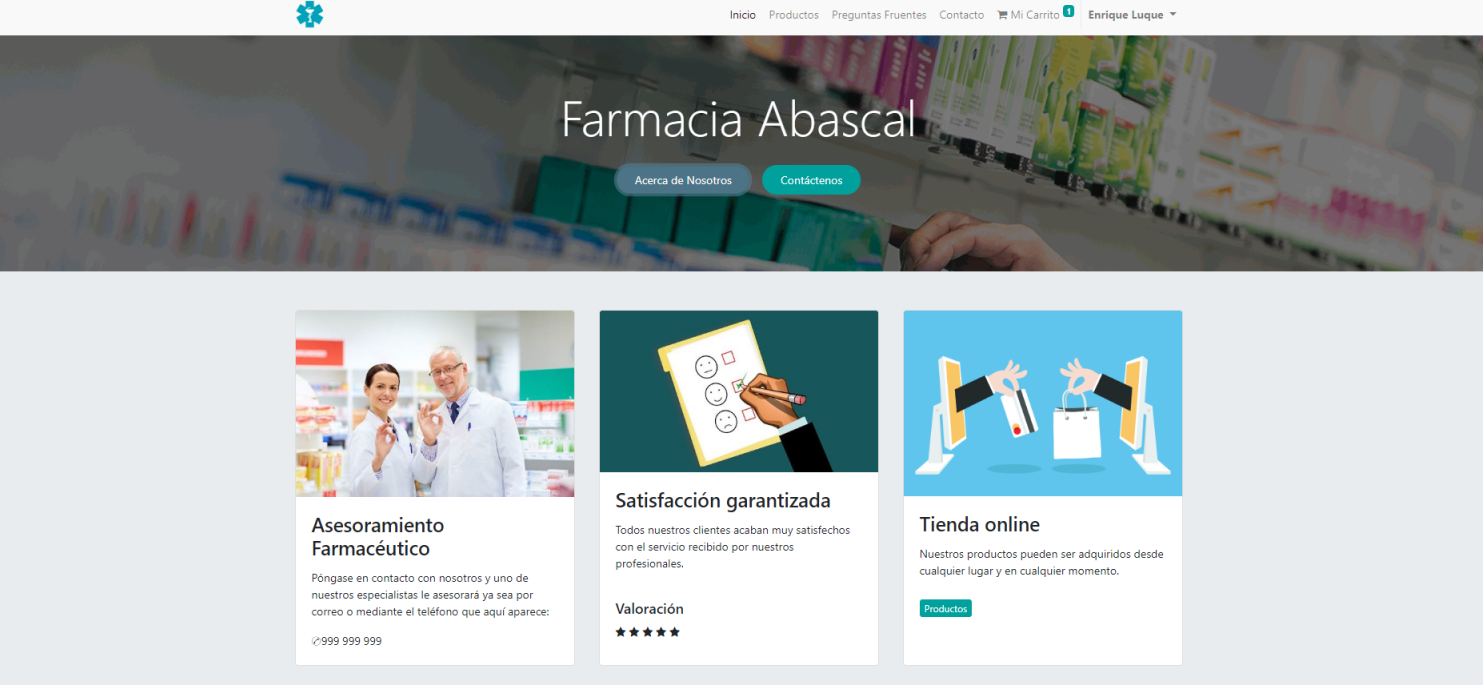 Inicio Productos Preguntas Fruentes Contacto Mi Carrito 1 Enrique Luque
Farmacia Abascal
Acerca de Nosotros Contáctenos
Asesoramiento
Farmacéutico
Póngase en contacto con nosotros y uno de
nuestros especialistas le asesorará ya sea por
correo o mediante el teléfono que aquí aparece:
✆999 999 999
Satisfacción garantizada
Todos nuestros clientes acaban muy satisfechos
con el servicio recibido por nuestros
profesionales.
Valoración
★★★★★
Tienda online
Nuestros productos pueden ser adquiridos desde
cualquier lugar y en cualquier momento.
Productos